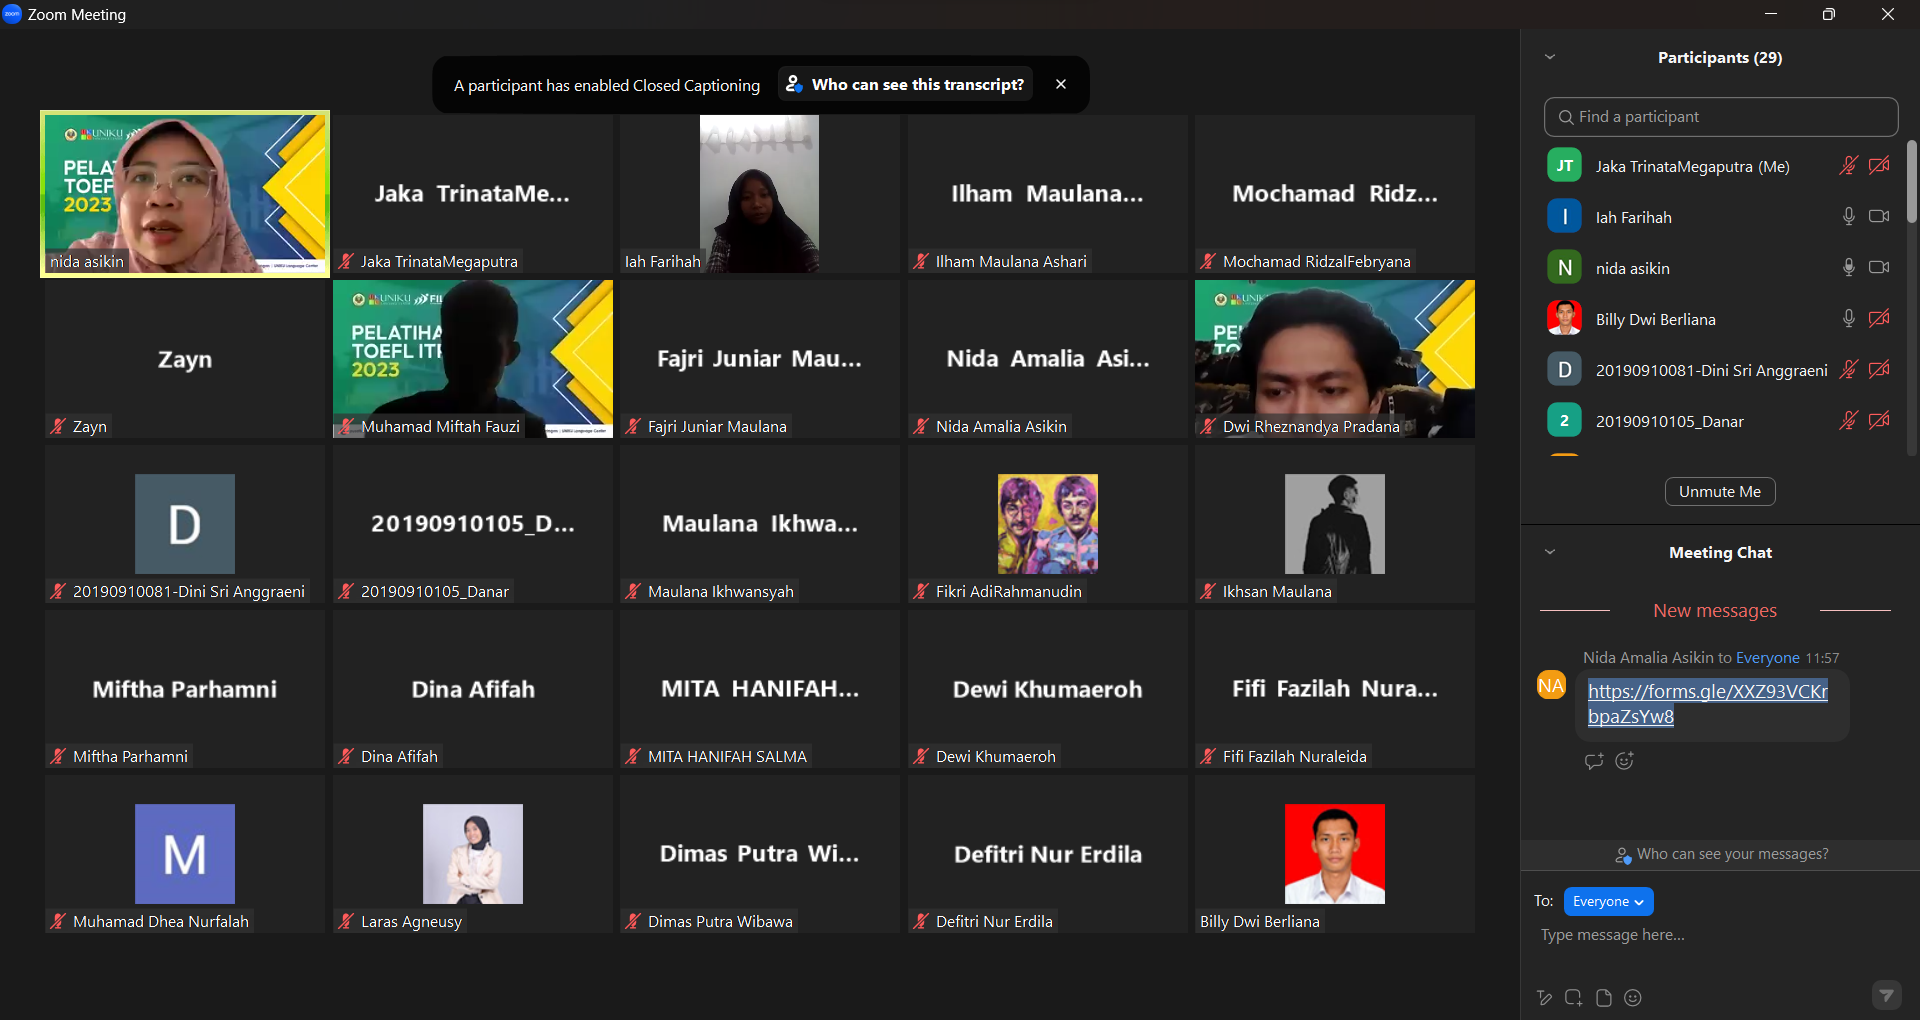 Zoom Meeting
A participant has enabled Closed Captioning
Who can see this transcript?
UNIKU
PELA
TOEF
2023
nida asikin
Jaka TrinataMe...
Jaka TrinataMegaputra
Iah Farihah
Ilham Maulana...
Ilham Maulana Ashari
Mochamad Ridz...
Mochamad RidzalFebryana
Zayn
Zayn
UNIKU FI
PELATIHA
TOEFL IT
2023
Muhamad Miftah Fauzi
Fajri Juniar Mau...
Fajri Juniar Maulana
Nida Amalia Asi...
Nida Amalia Asikin
Dwi Rheznandya Pradana
D
20190910081-Dini Sri Anggraeni
20190910105_D...
20190910105_Danar
Maulana Ikhwa...
Maulana Ikhwansyah
Fikri AdiRahmanudin
Ikhsan Maulana
Miftha Parhamni
Miftha Parhamni
Dina Afifah
Dina Afifah
MITA HANIFAH...
MITA HANIFAH SALMA
Dewi Khumaeroh
Dewi Khumaeroh
Fifi Fazilah Nura...
Fifi Fazilah Nuraleida
M
Muhamad Dhea Nurfalah
Laras Agneusy
Dimas Putra Wi...
Dimas Putra Wibawa
Defitri Nur Erdila
Defitri Nur Erdila
Billy Dwi Berliana
Participants (29)
Find a participant
JT Jaka TrinataMegaputra (Me)
I Iah Farihah
N nida asikin
Billy Dwi Berliana
D 20190910081-Dini Sri Anggraeni
2 20190910105_Danar
Unmute Me
Meeting Chat
New messages
Nida Amalia Asikin to Everyone 11:57
NA
https://forms.gle/XXZ93VCKr
bpaZsYw8
Who can see your messages?
To: Everyone
Type message here...